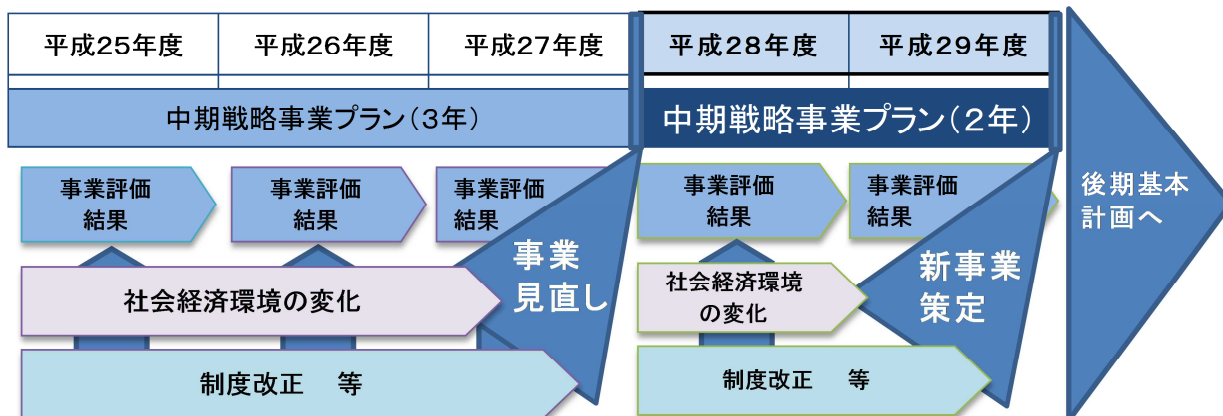 平成25年度
平成26年度
平成27年度
平成28年度
平成29年度
中期戦略事業プラン（3年）
中期戦略事業プラン（2年）
事業評価
結果
事業評価
結果
事業評価
結果
事業評価
結果
事業評価
結果
後期基本
計画へ
事業
見直し
新事業
策定
社会経済環境の変化
社会経済環境
の変化
制度改正　等
制度改正　等